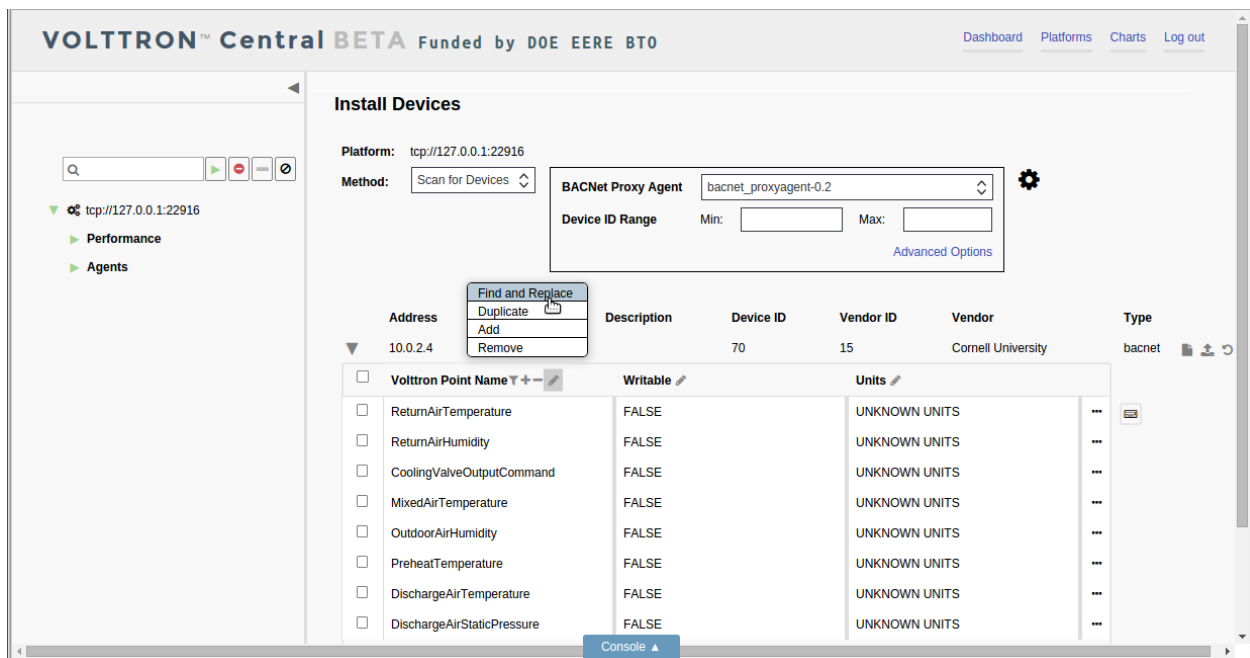 VOLTTRON™ Central BETA Funded by DOE EERE BTO
Dashboard Platforms Charts Log out
Install Devices
Platform: tcp://127.0.0.1:22916
Method: Scan for Devices
BACNet Proxy Agent bacnet_proxyagent-0.2
Device ID Range Min: Max:
Advanced Options
tcp://127.0.0.1:22916
Performance
Agents
Find and Replace
Duplicate
Add
Remove
Address Description Device ID Vendor ID Vendor Type
10.0.2.4 70 15 Cornell University bacnet
Volttron Point Name Writable Units
ReturnAirTemperature FALSE UNKNOWN UNITS
ReturnAirHumidity FALSE UNKNOWN UNITS
CoolingValveOutputCommand FALSE UNKNOWN UNITS
MixedAirTemperature FALSE UNKNOWN UNITS
OutdoorAirHumidity FALSE UNKNOWN UNITS
PreheatTemperature FALSE UNKNOWN UNITS
DischargeAirTemperature FALSE UNKNOWN UNITS
DischargeAirStaticPressure FALSE UNKNOWN UNITS
Console ▲